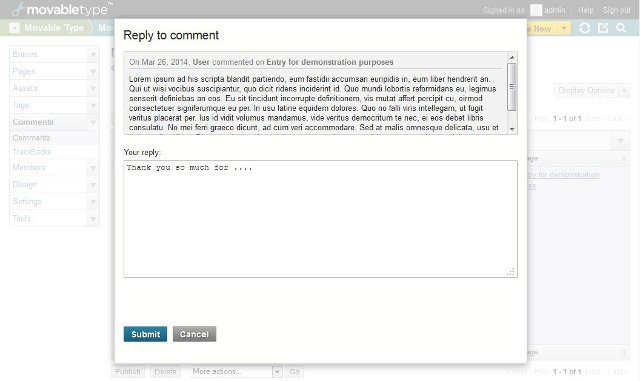 movabletype
Signed in as admin Help Sign out
Movable Type
New
Reply to comment
On Mar 26, 2014, User commented on Entry for demonstration purposes
Lorem ipsum ad his scripta blandit partiendo, eum fastidii accumsan euripidis in, eum liber hendrerit an.
Qui ut wisi vocibus suscipiantur, quo dicit ridens inciderint id. Quo mundi lobortis reformidans eu, legimus
senserit definiebas an eos. Eu sit tincidunt incorrupte definitionem, vis mutat affert percipit cu, eirmod
consectetuer signiferumque eu per. In usu latine equidem dolores. Quo no falli viris intellegam, ut fugit
veritus placerat per. Ius id vidit volumus mandamus, vide veritus democritum te nec, ei eos debet libris
consulatu. No mei ferri graeco dicunt, ad cum veri accommodare. Sed at malis omnesque delicata, usu et
Your reply:
Thank you so much for ....
Submit Cancel
Entries
Pages
Assets
Tags
Comments
Comments
TrackBacks
Members
Design
Settings
Tools
Display Options
1 - 1 of 1 Last
for demonstration
Publish Delete More actions... Go
1 - 1 of 1 Last